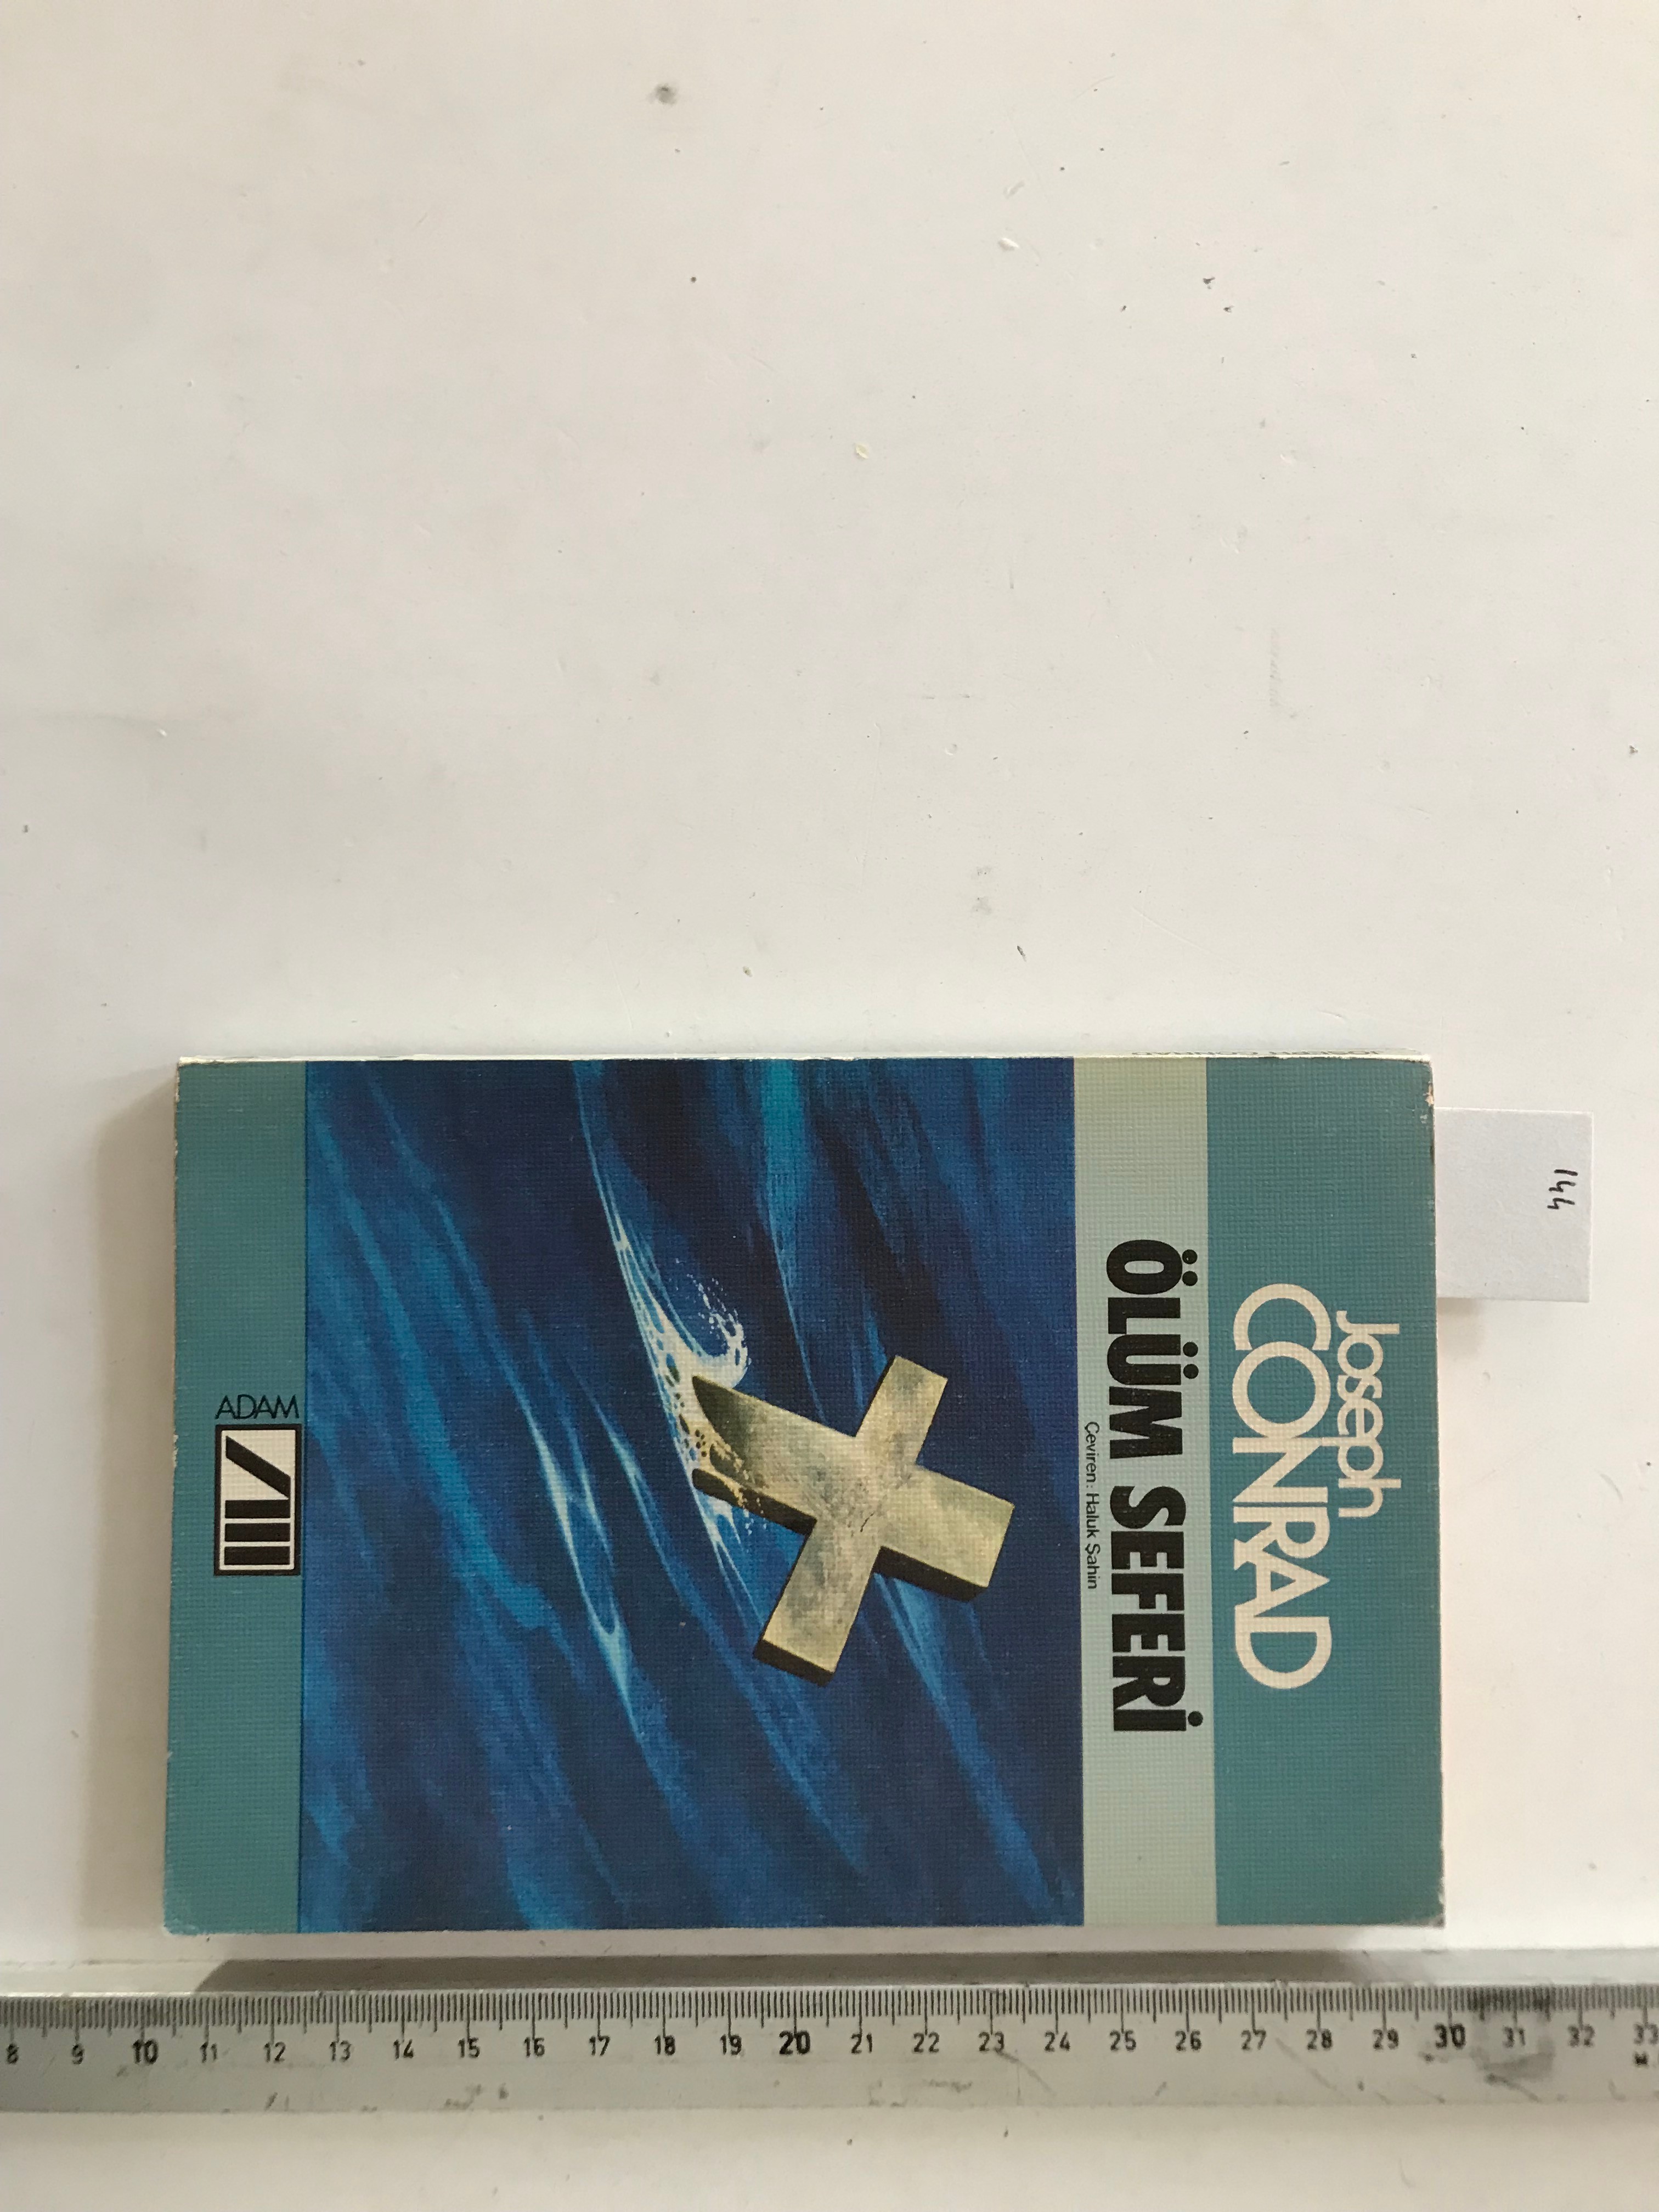 144
Joseph
CONRAD
ÖLÜM SEFERİ
Çeviren: Haluk Şahin
ADAM
8 9 10 11 12 13 14 15 16 17 18 19 20 21 22 23 24 25 26 27 28 29 30 31 32 33